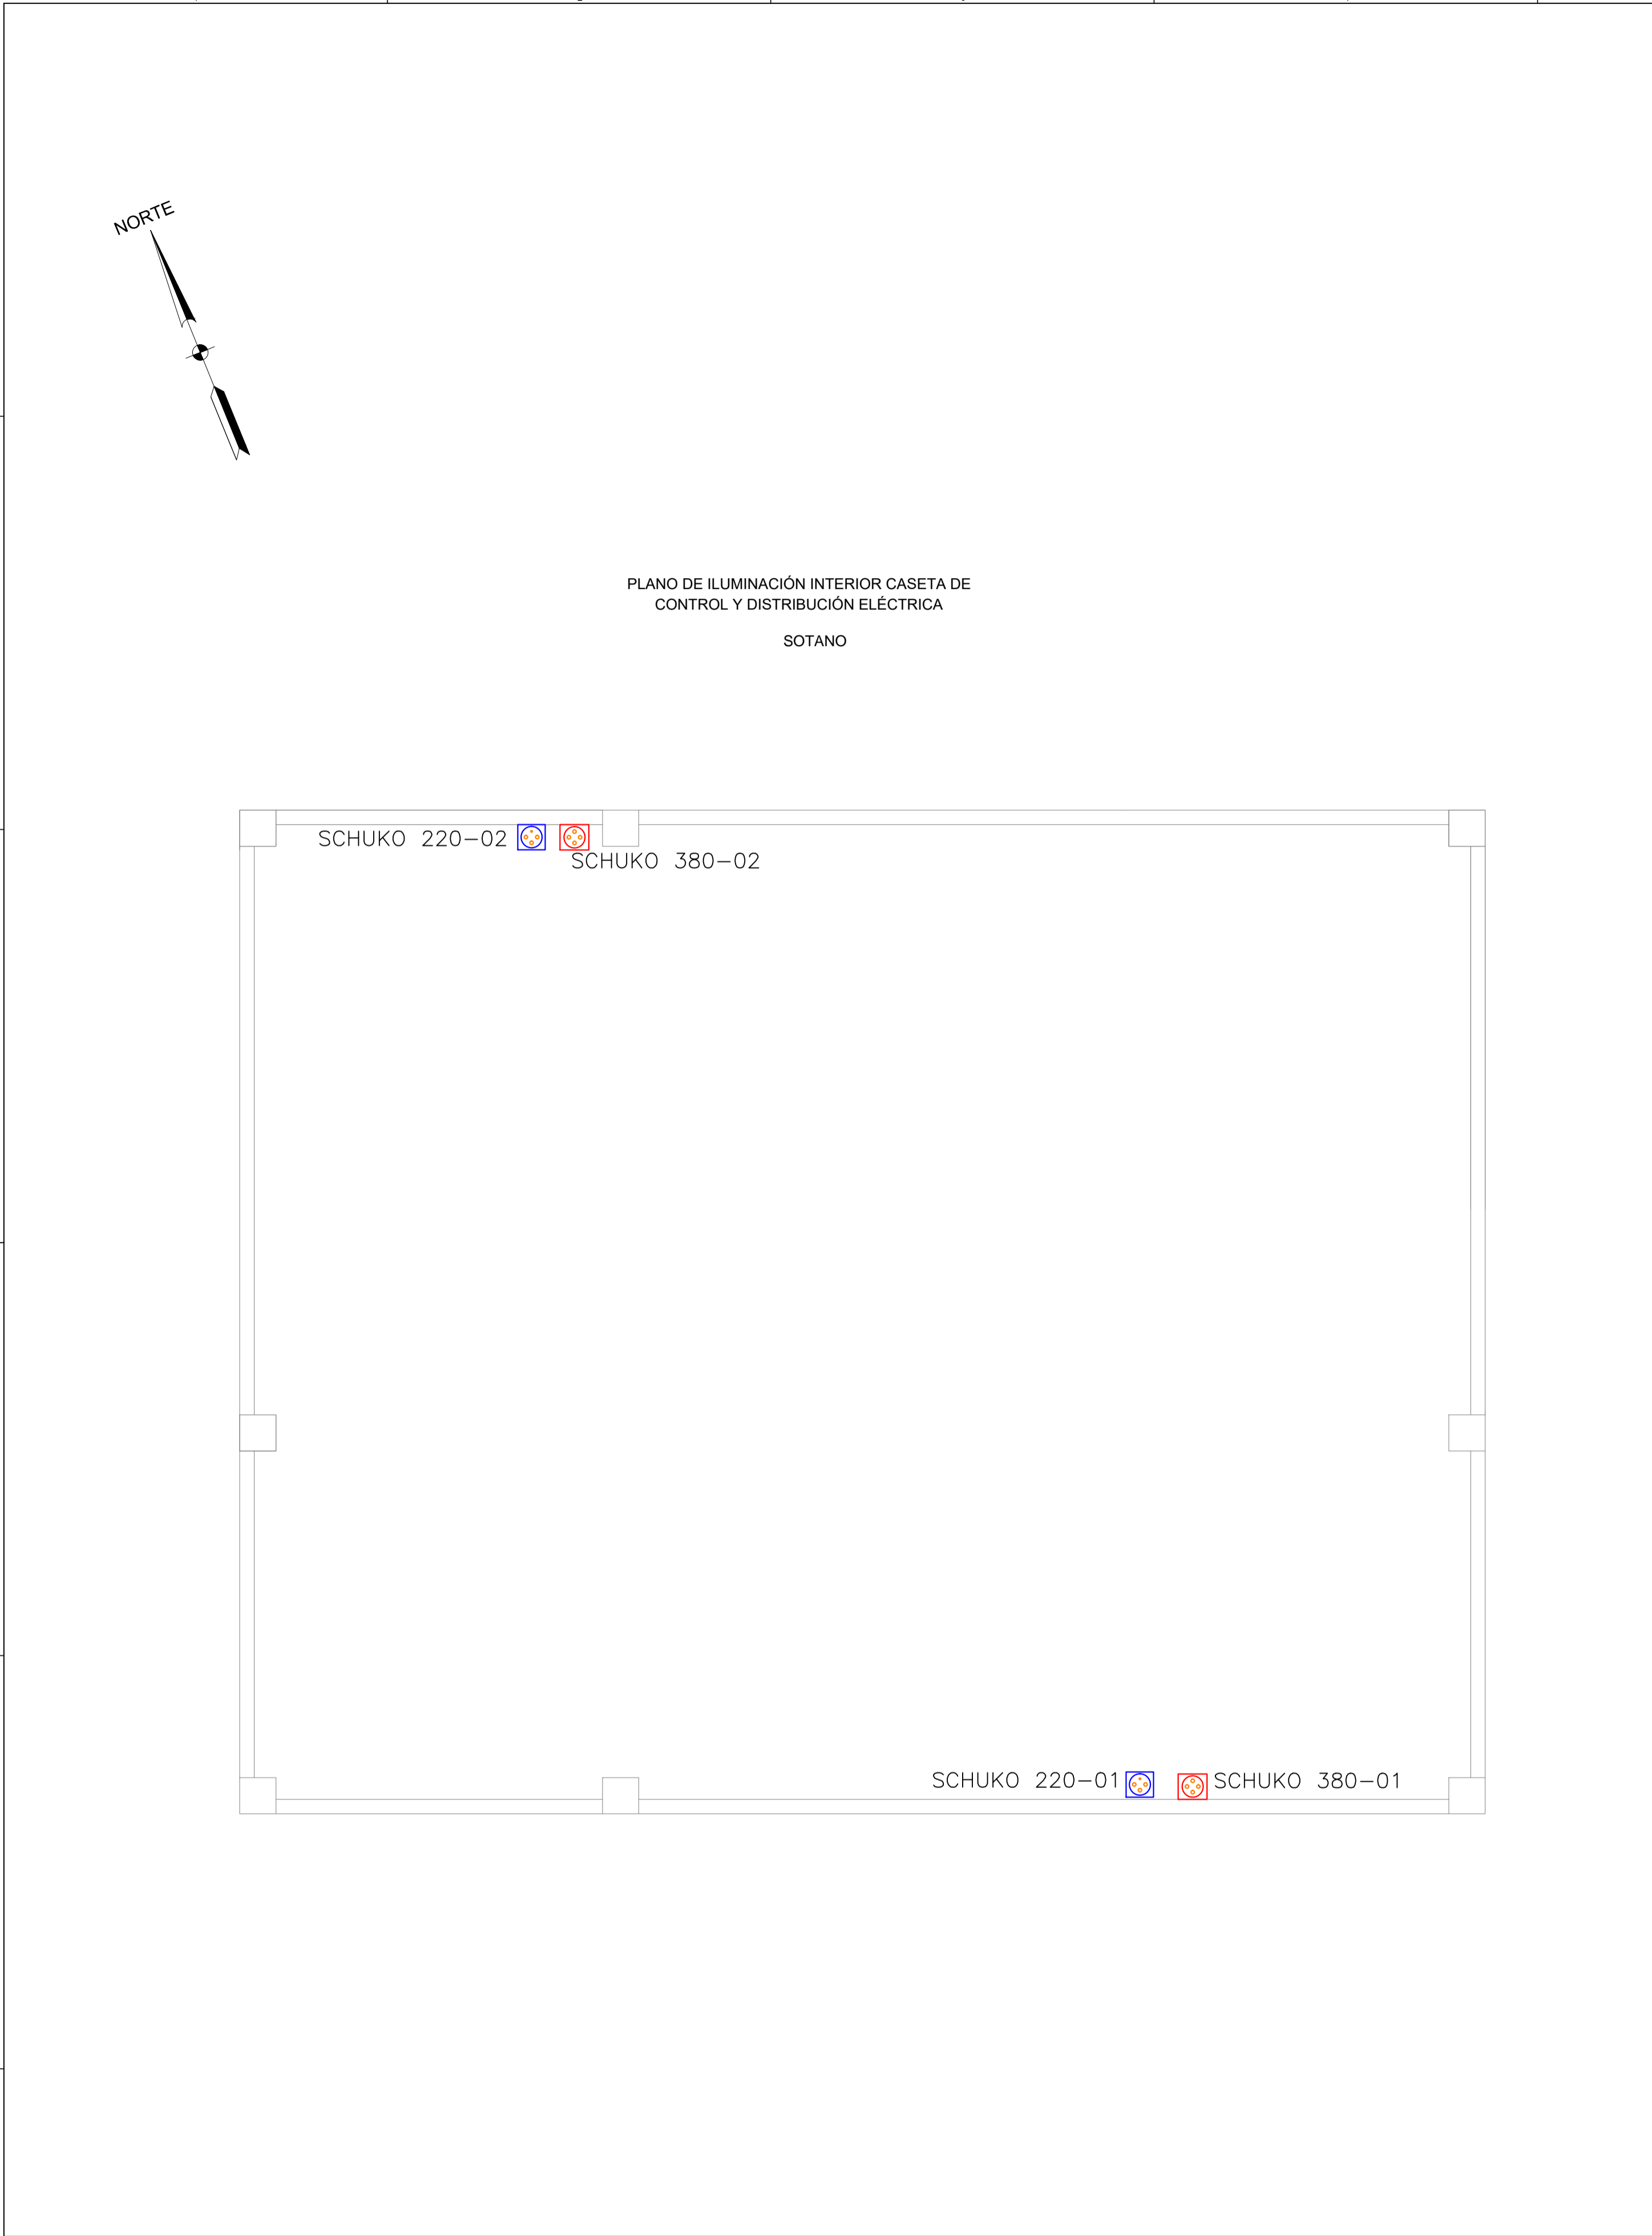 NORTE
PLANO DE ILUMINACIÓN INTERIOR CASETA DE
CONTROL Y DISTRIBUCIÓN ELÉCTRICA
SOTANO
SCHUKO 220-02
SCHUKO 380-02
SCHUKO 220-01
SCHUKO 380-01